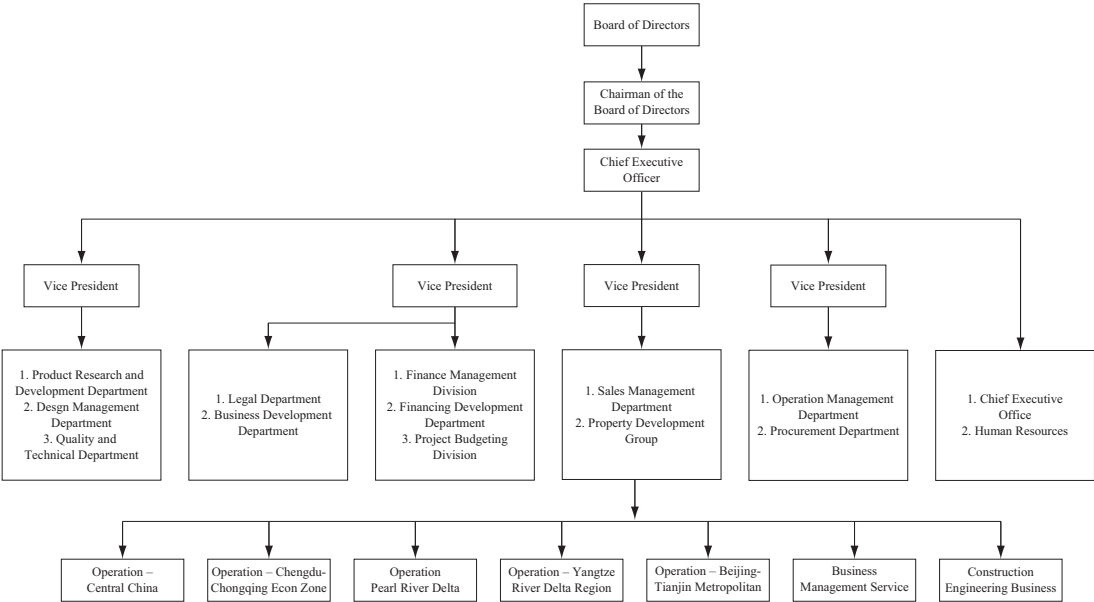 Board of Directors
Chairman of the
Board of Directors
Chief Executive
Officer
Vice President
Vice President
Vice President
Vice President
1. Product Research and
Development Department
2. Desgn Management
Department
3. Quality and
Technical Department
1. Legal Department
2. Business Development
Department
1. Finance Management
Division
2. Financing Development
Department
3. Project Budgeting
Division
1. Sales Management
Department
2. Property Development
Group
1. Operation Management
Department
2. Procurement Department
1. Chief Executive
Office
2. Human Resources
Operation – 
Central China
Operation – Chengdu-
Chongqing Econ Zone
Operation
Pearl River Delta
Operation – Yangtze
River Delta Region
Operation – Beijing-
Tianjin Metropolitan
Business
Management Service
Construction
Engineering Business